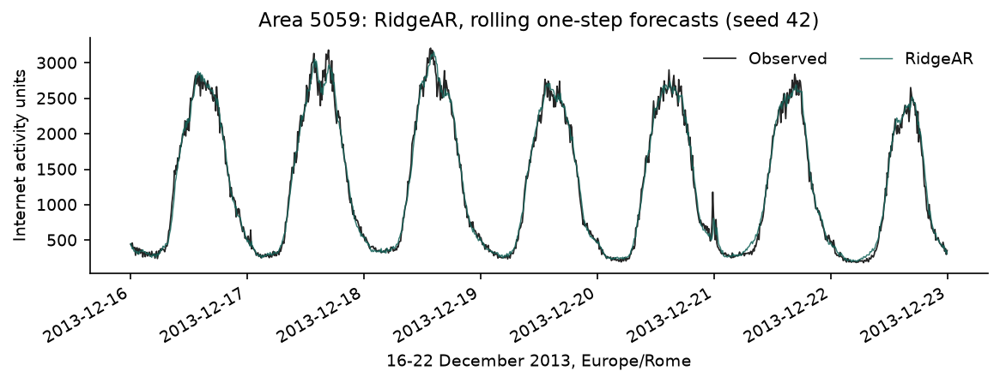 Area 5059: RidgeAR, rolling one-step forecasts (seed 42)
Observed RidgeAR
Internet activity units
3000
2500
2000
1500
1000
500
2013-12-16 2013-12-17 2013-12-18 2013-12-19 2013-12-20 2013-12-21 2013-12-22 2013-12-23
16-22 December 2013, Europe/Rome